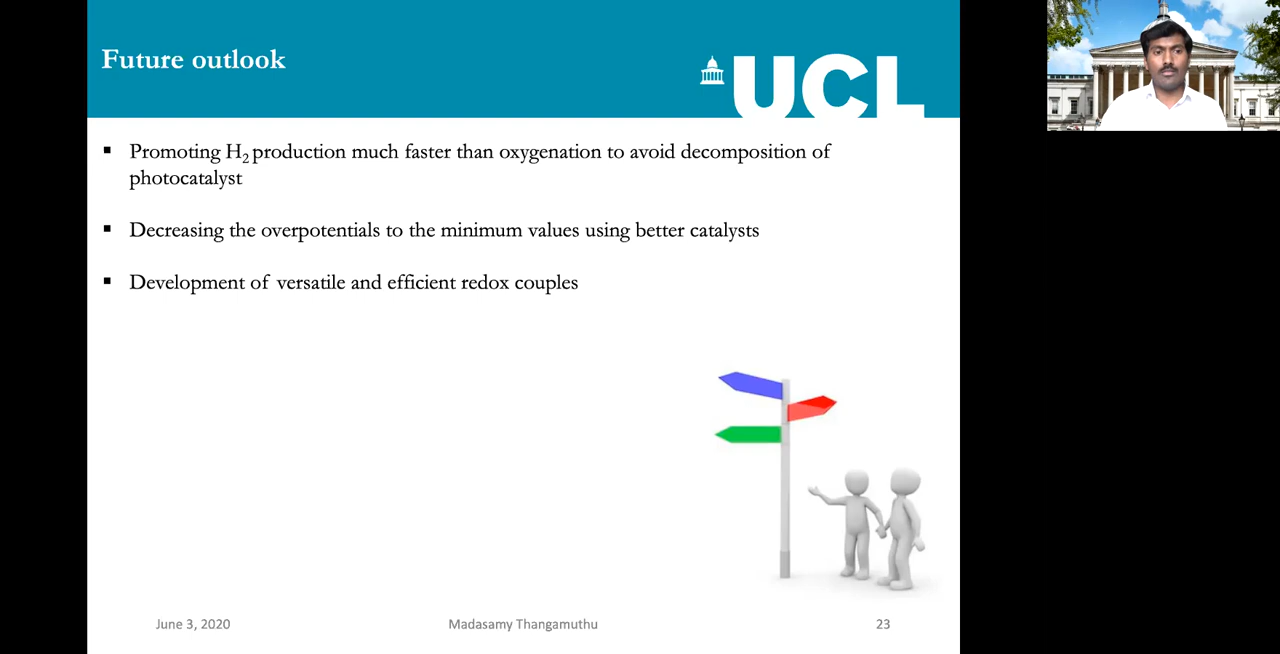 Future outlook
UCL
▪ Promoting H₂ production much faster than oxygenation to avoid decomposition of
photocatalyst
▪ Decreasing the overpotentials to the minimum values using better catalysts
▪ Development of versatile and efficient redox couples
June 3, 2020
Madasamy Thangamuthu
23